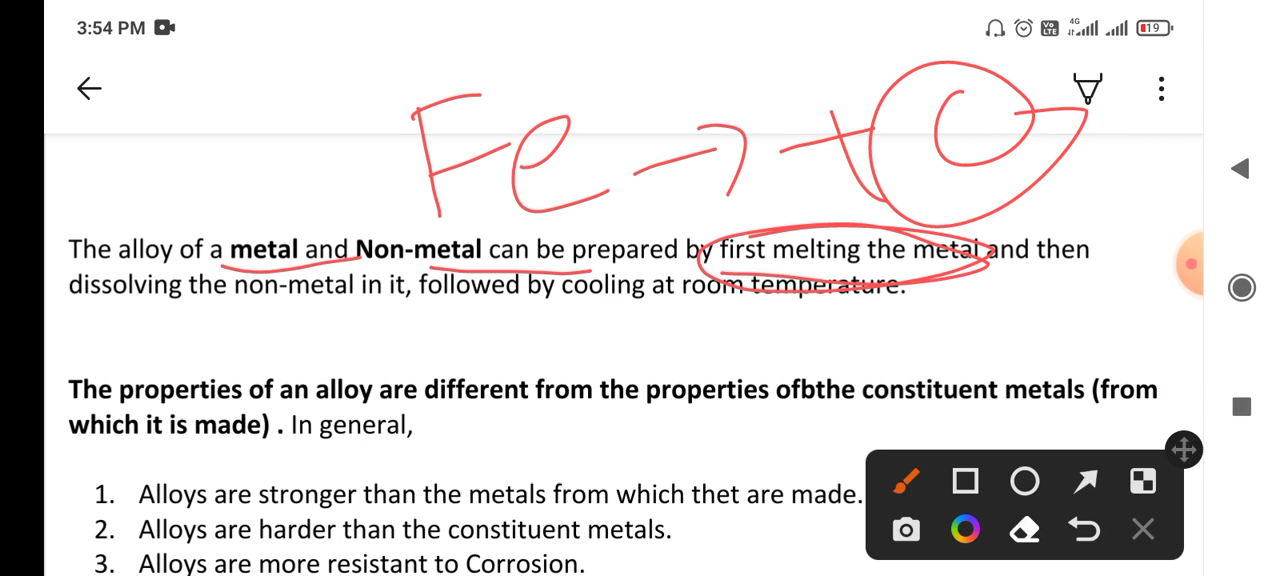 3:54 PM
Vo LTE 4G 19
Fe → + C
The alloy of a metal and Non-metal can be prepared by first melting the metal and then
dissolving the non-metal in it, followed by cooling at room temperature.
The properties of an alloy are different from the properties ofbthe constituent metals (from
which it is made) . In general,
1. Alloys are stronger than the metals from which thet are made.
2. Alloys are harder than the constituent metals.
3. Alloys are more resistant to Corrosion.